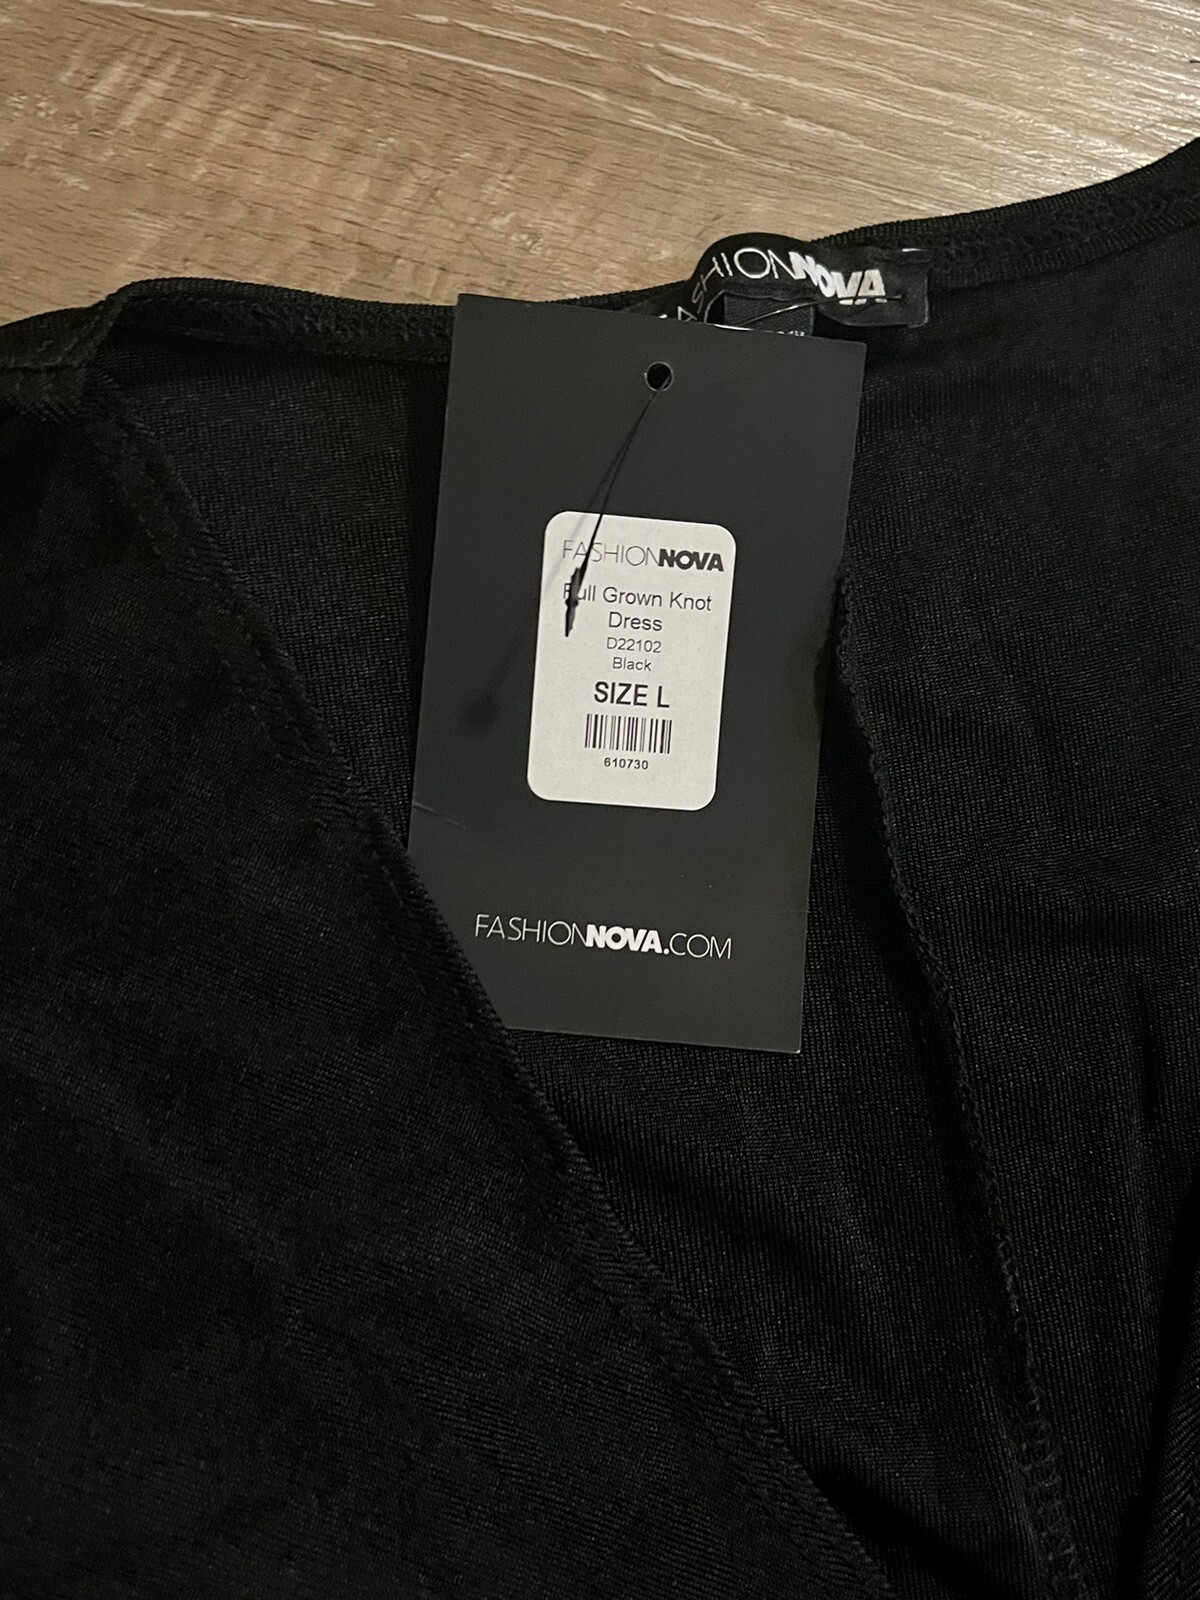 FASHIONNOVA
FASHIONNOVA
Full Grown Knot
Dress
D22102
Black
SIZE L
610730
FASHIONNOVA.COM